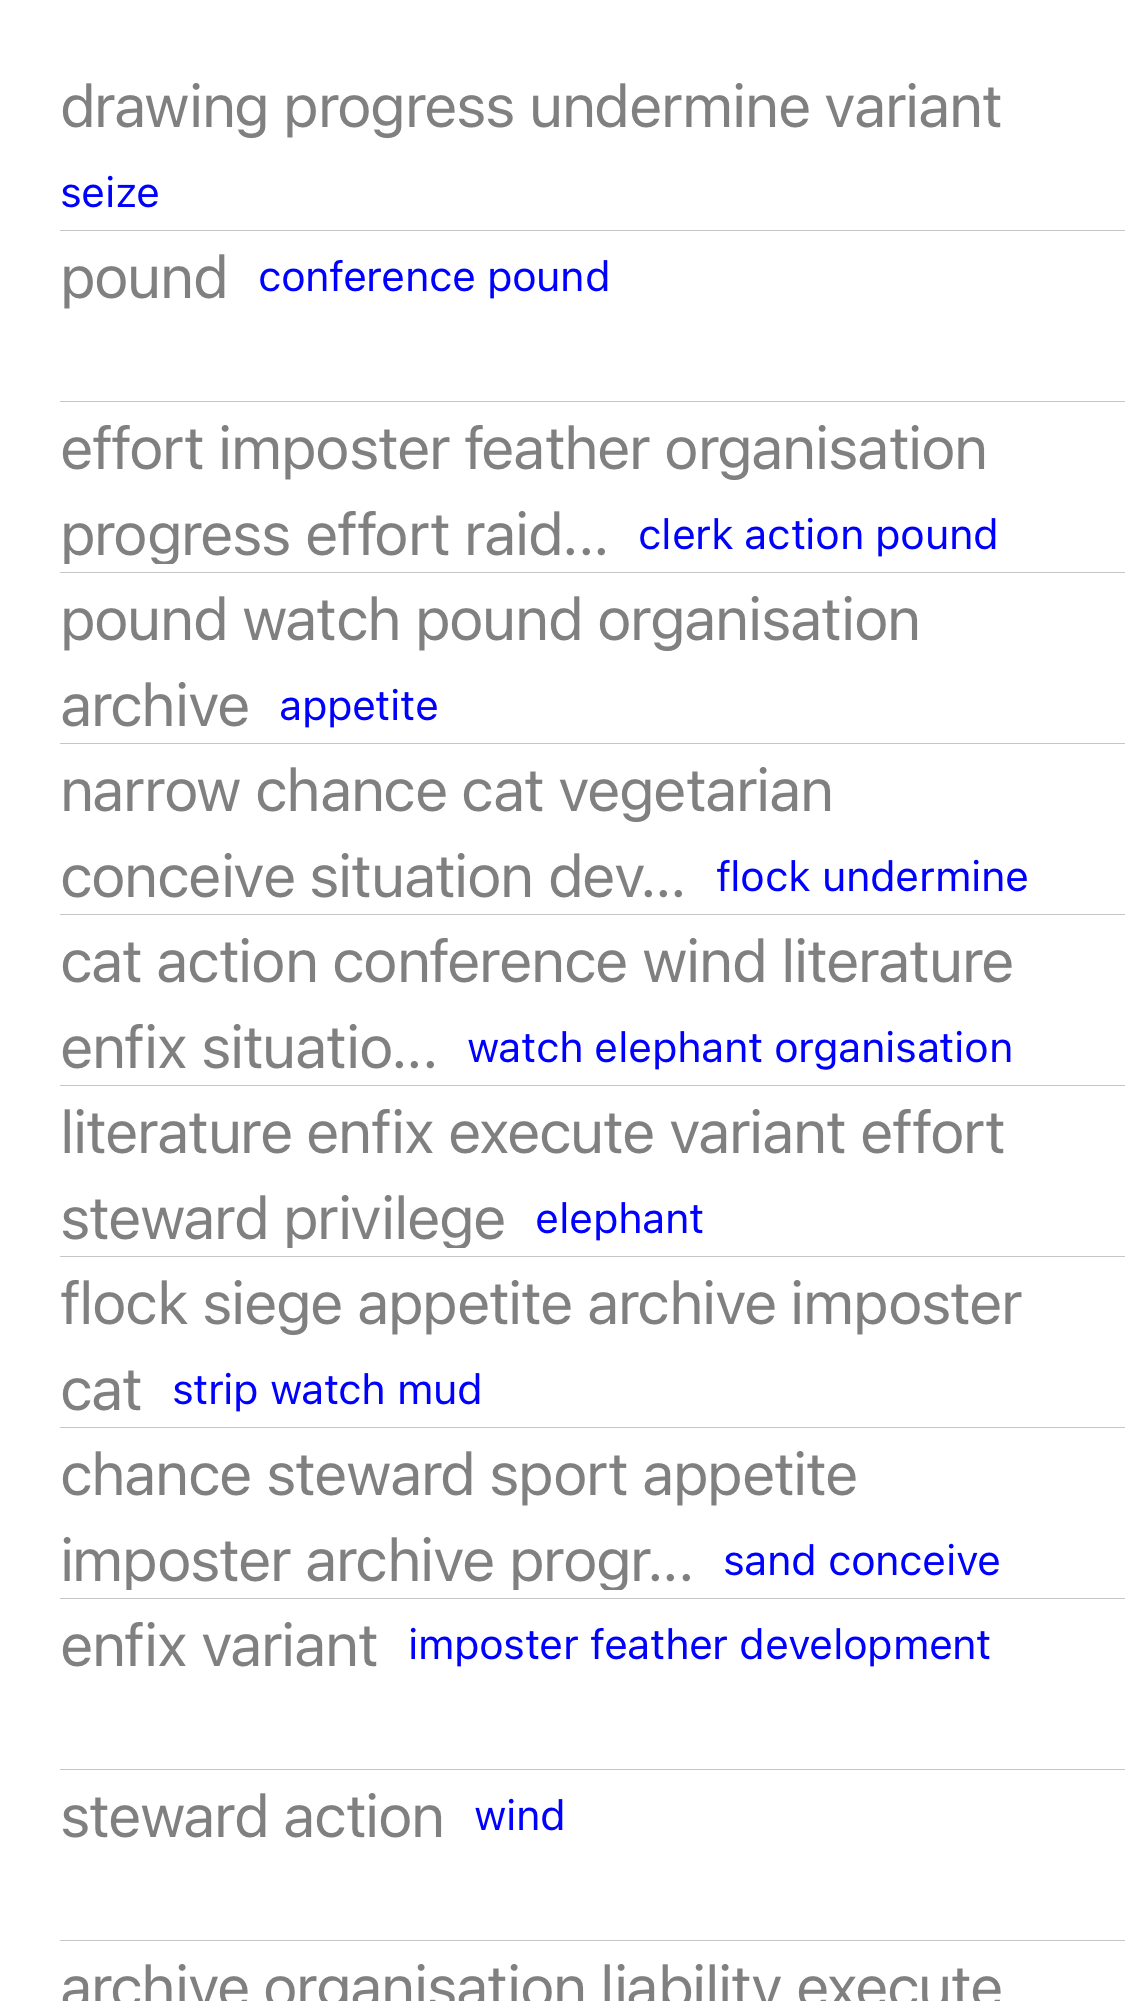 drawing progress undermine variant
seize
pound conference pound
effort imposter feather organisation
progress effort raid... clerk action pound
pound watch pound organisation
archive appetite
narrow chance cat vegetarian
conceive situation dev... flock undermine
cat action conference wind literature
enfix situatio... watch elephant organisation
literature enfix execute variant effort
steward privilege elephant
flock siege appetite archive imposter
cat strip watch mud
chance steward sport appetite
imposter archive progr... sand conceive
enfix variant imposter feather development
steward action wind
archive organisation liability execute